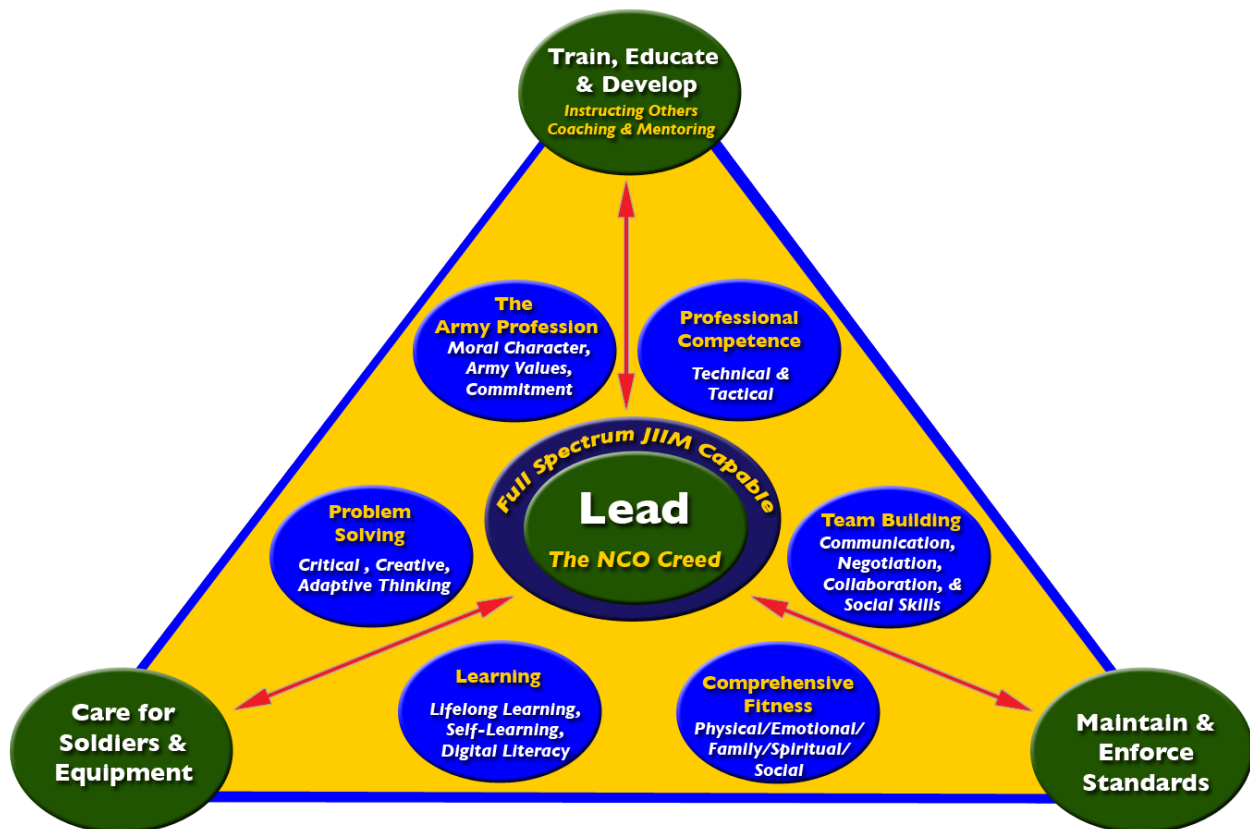 Train, Educate
& Develop
Instructing Others
Coaching & Mentoring
The
Army Profession
Moral Character,
Army Values,
Commitment
Professional
Competence
Technical &
Tactical
Full Spectrum JIIM Capable
Lead
The NCO Creed
Problem
Solving
Critical , Creative,
Adaptive Thinking
Team Building
Communication,
Negotiation,
Collaboration, &
Social Skills
Learning
Lifelong Learning,
Self-Learning,
Digital Literacy
Comprehensive
Fitness
Physical/Emotional/
Family/Spiritual/
Social
Care for
Soldiers &
Equipment
Maintain &
Enforce
Standards